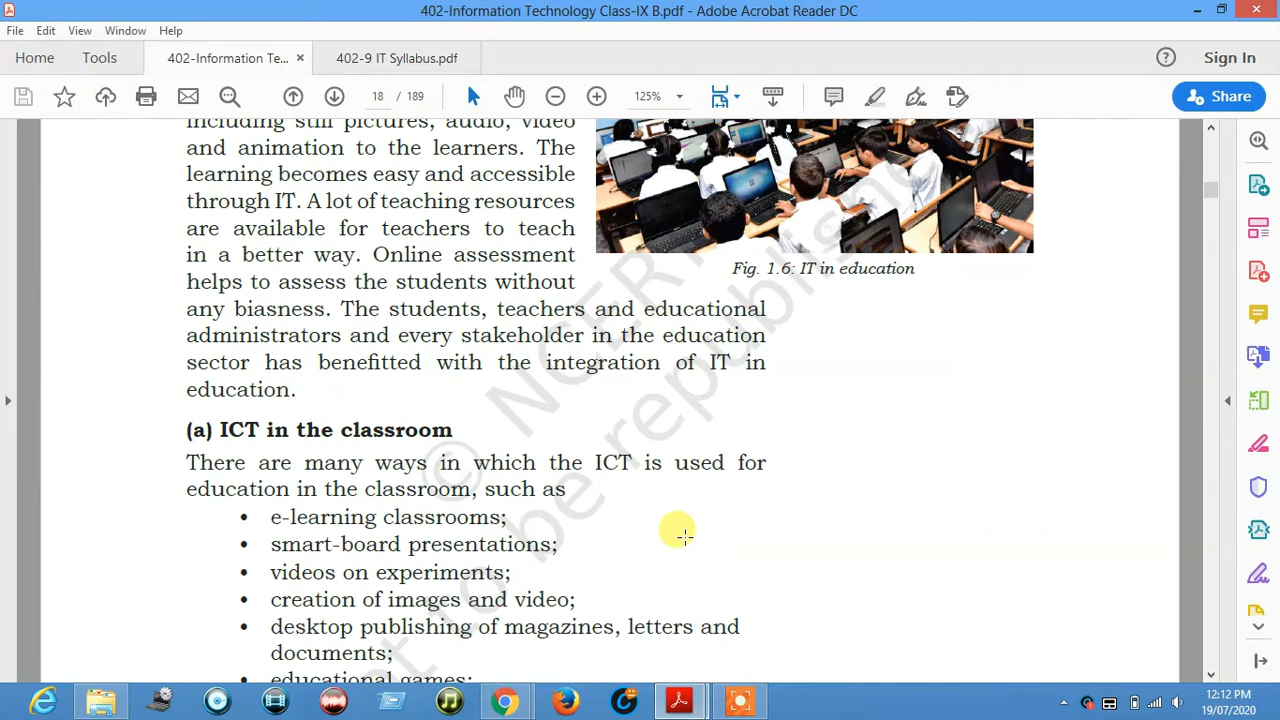 402-Information Technology Class-IX B.pdf - Adobe Acrobat Reader DC
File Edit View Window Help
Home Tools 402-Information Te... × 402-9 IT Syllabus.pdf Sign In
18 / 189 125% Share
including still pictures, audio, video
and animation to the learners. The
learning becomes easy and accessible
through IT. A lot of teaching resources
are available for teachers to teach
in a better way. Online assessment
helps to assess the students without
any biasness. The students, teachers and educational
administrators and every stakeholder in the education
sector has benefitted with the integration of IT in
education.
Fig. 1.6: IT in education
(a) ICT in the classroom
There are many ways in which the ICT is used for
education in the classroom, such as
• e-learning classrooms;
• smart-board presentations;
• videos on experiments;
• creation of images and video;
• desktop publishing of magazines, letters and
documents;
• educational games;
© NCERT
not to be republished
12:12 PM
19/07/2020